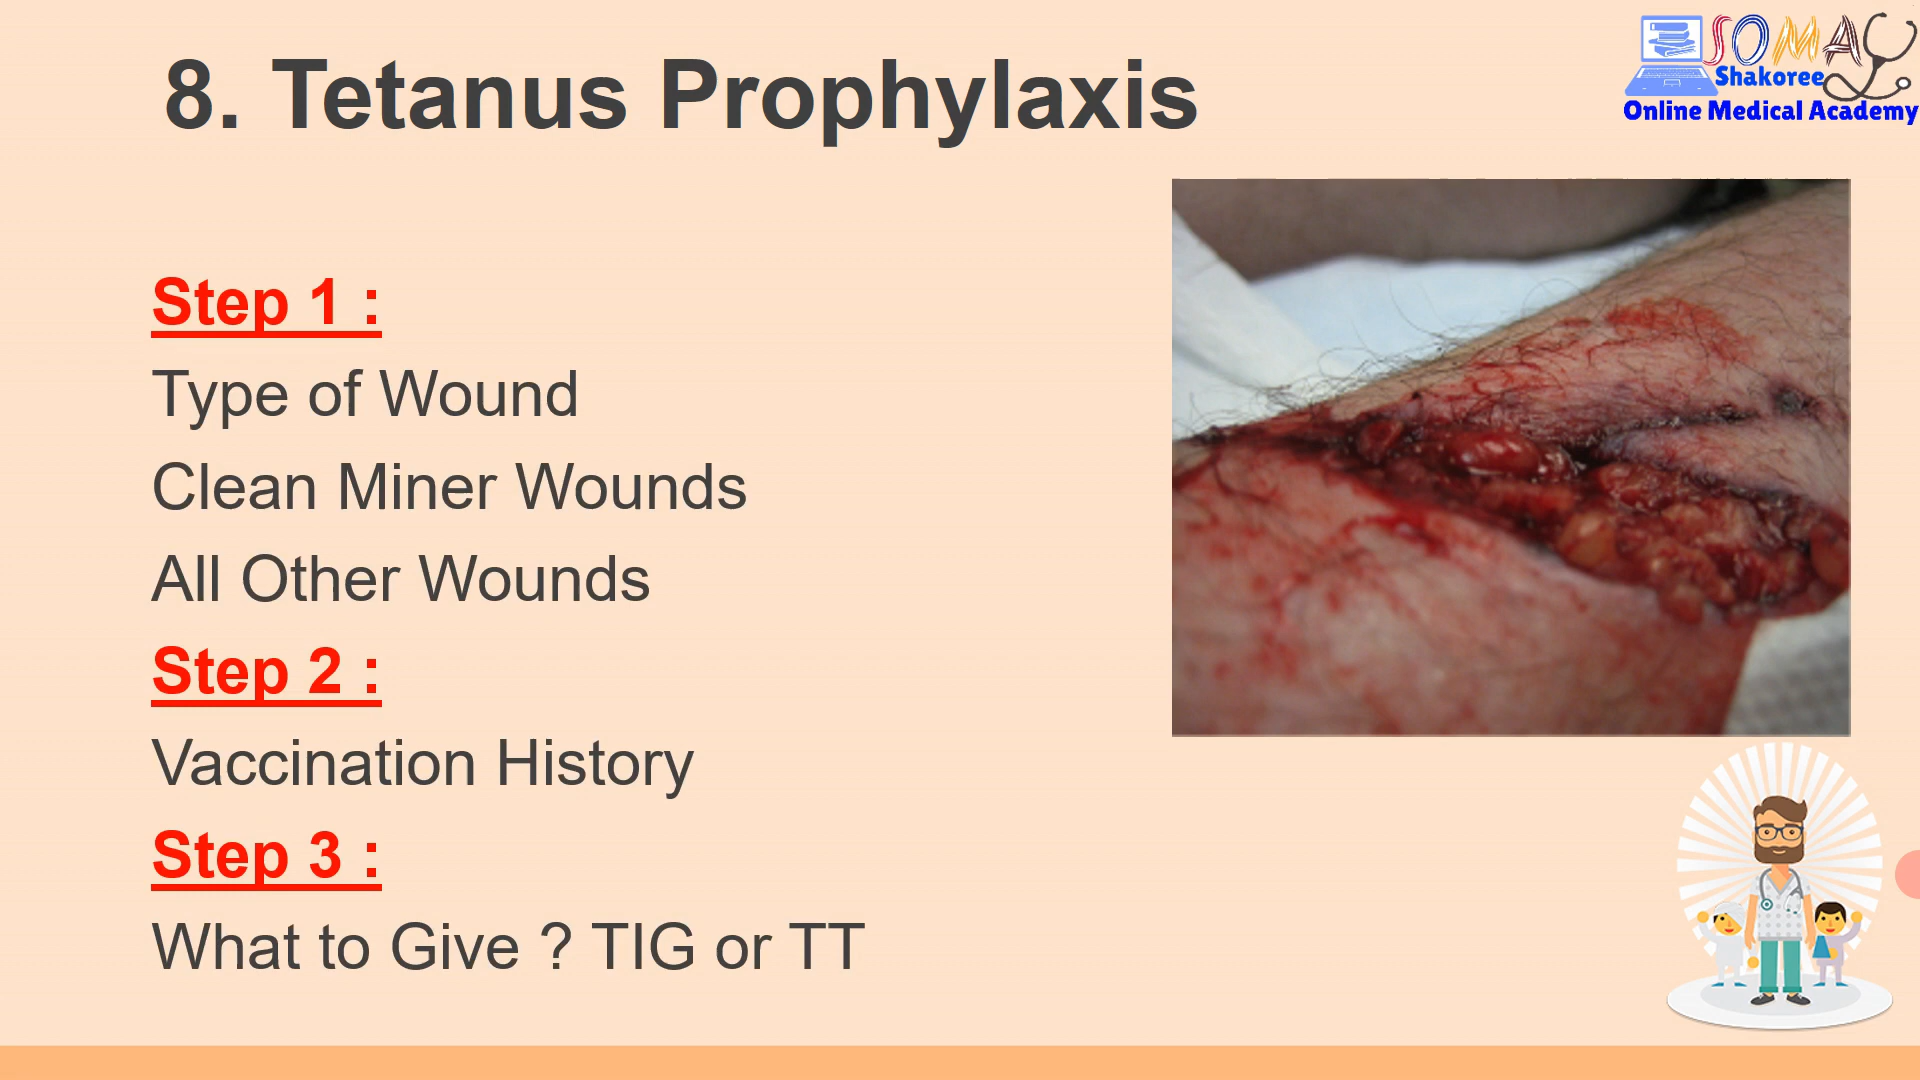 8. Tetanus Prophylaxis
SOMA
Shakoree
Online Medical Academy
Step 1 :
Type of Wound
Clean Miner Wounds
All Other Wounds
Step 2 :
Vaccination History
Step 3 :
What to Give ? TIG or TT